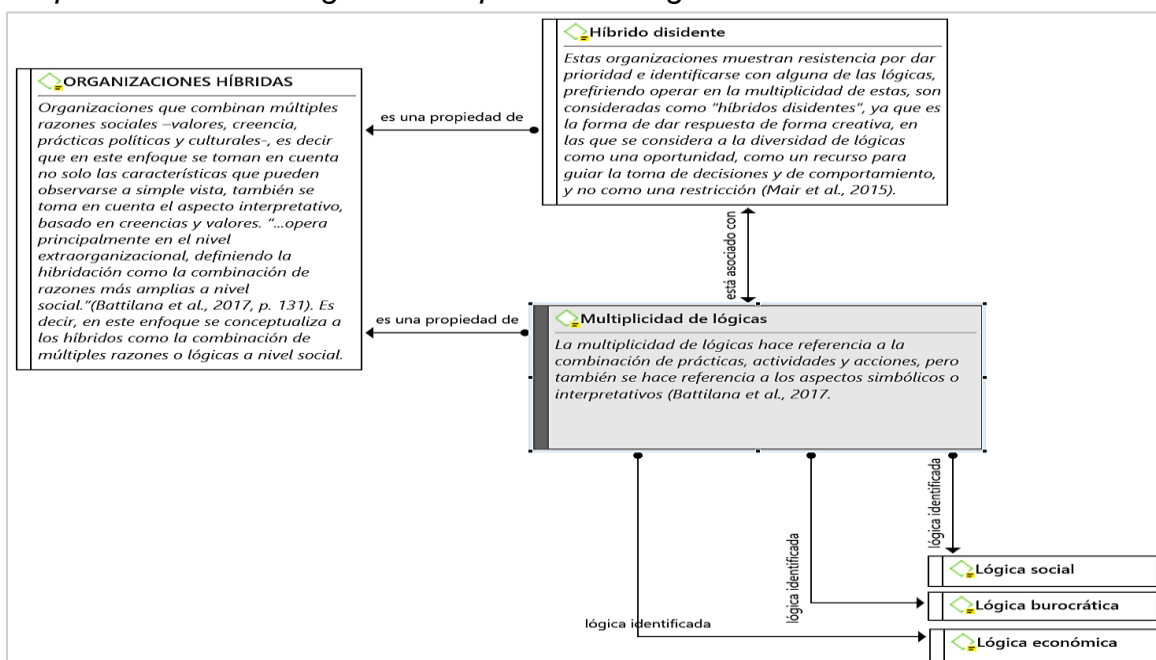 ORGANIZACIONES HÍBRIDAS
Organizaciones que combinan múltiples
razones sociales –valores, creencia,
prácticas políticas y culturales-, es decir
que en este enfoque se toman en cuenta
no solo las características que pueden
observarse a simple vista, también se
toma en cuenta el aspecto interpretativo,
basado en creencias y valores. "...opera
principalmente en el nivel
extraorganizacional, definiendo la
hibridación como la combinación de
razones más amplias a nivel
social."(Battilana et al., 2017, p. 131). Es
decir, en este enfoque se conceptualiza a
los híbridos como la combinación de
múltiples razones o lógicas a nivel social.
es una propiedad de
Híbrido disidente
Estas organizaciones muestran resistencia por dar
prioridad e identificarse con alguna de las lógicas,
prefiriendo operar en la multiplicidad de estas, son
consideradas como "híbridos disidentes", ya que es
la forma de dar respuesta de forma creativa, en
las que se considera a la diversidad de lógicas
como una oportunidad, como un recurso para
guiar la toma de decisiones y de comportamiento,
y no como una restricción (Mair et al., 2015).
está asociado con
es una propiedad de
Multiplicidad de lógicas
La multiplicidad de lógicas hace referencia a la
combinación de prácticas, actividades y acciones, pero
también se hace referencia a los aspectos simbólicos o
interpretativos (Battilana et al., 2017.
lógica identificada
lógica identificada
lógica identificada
Lógica social
Lógica burocrática
Lógica económica